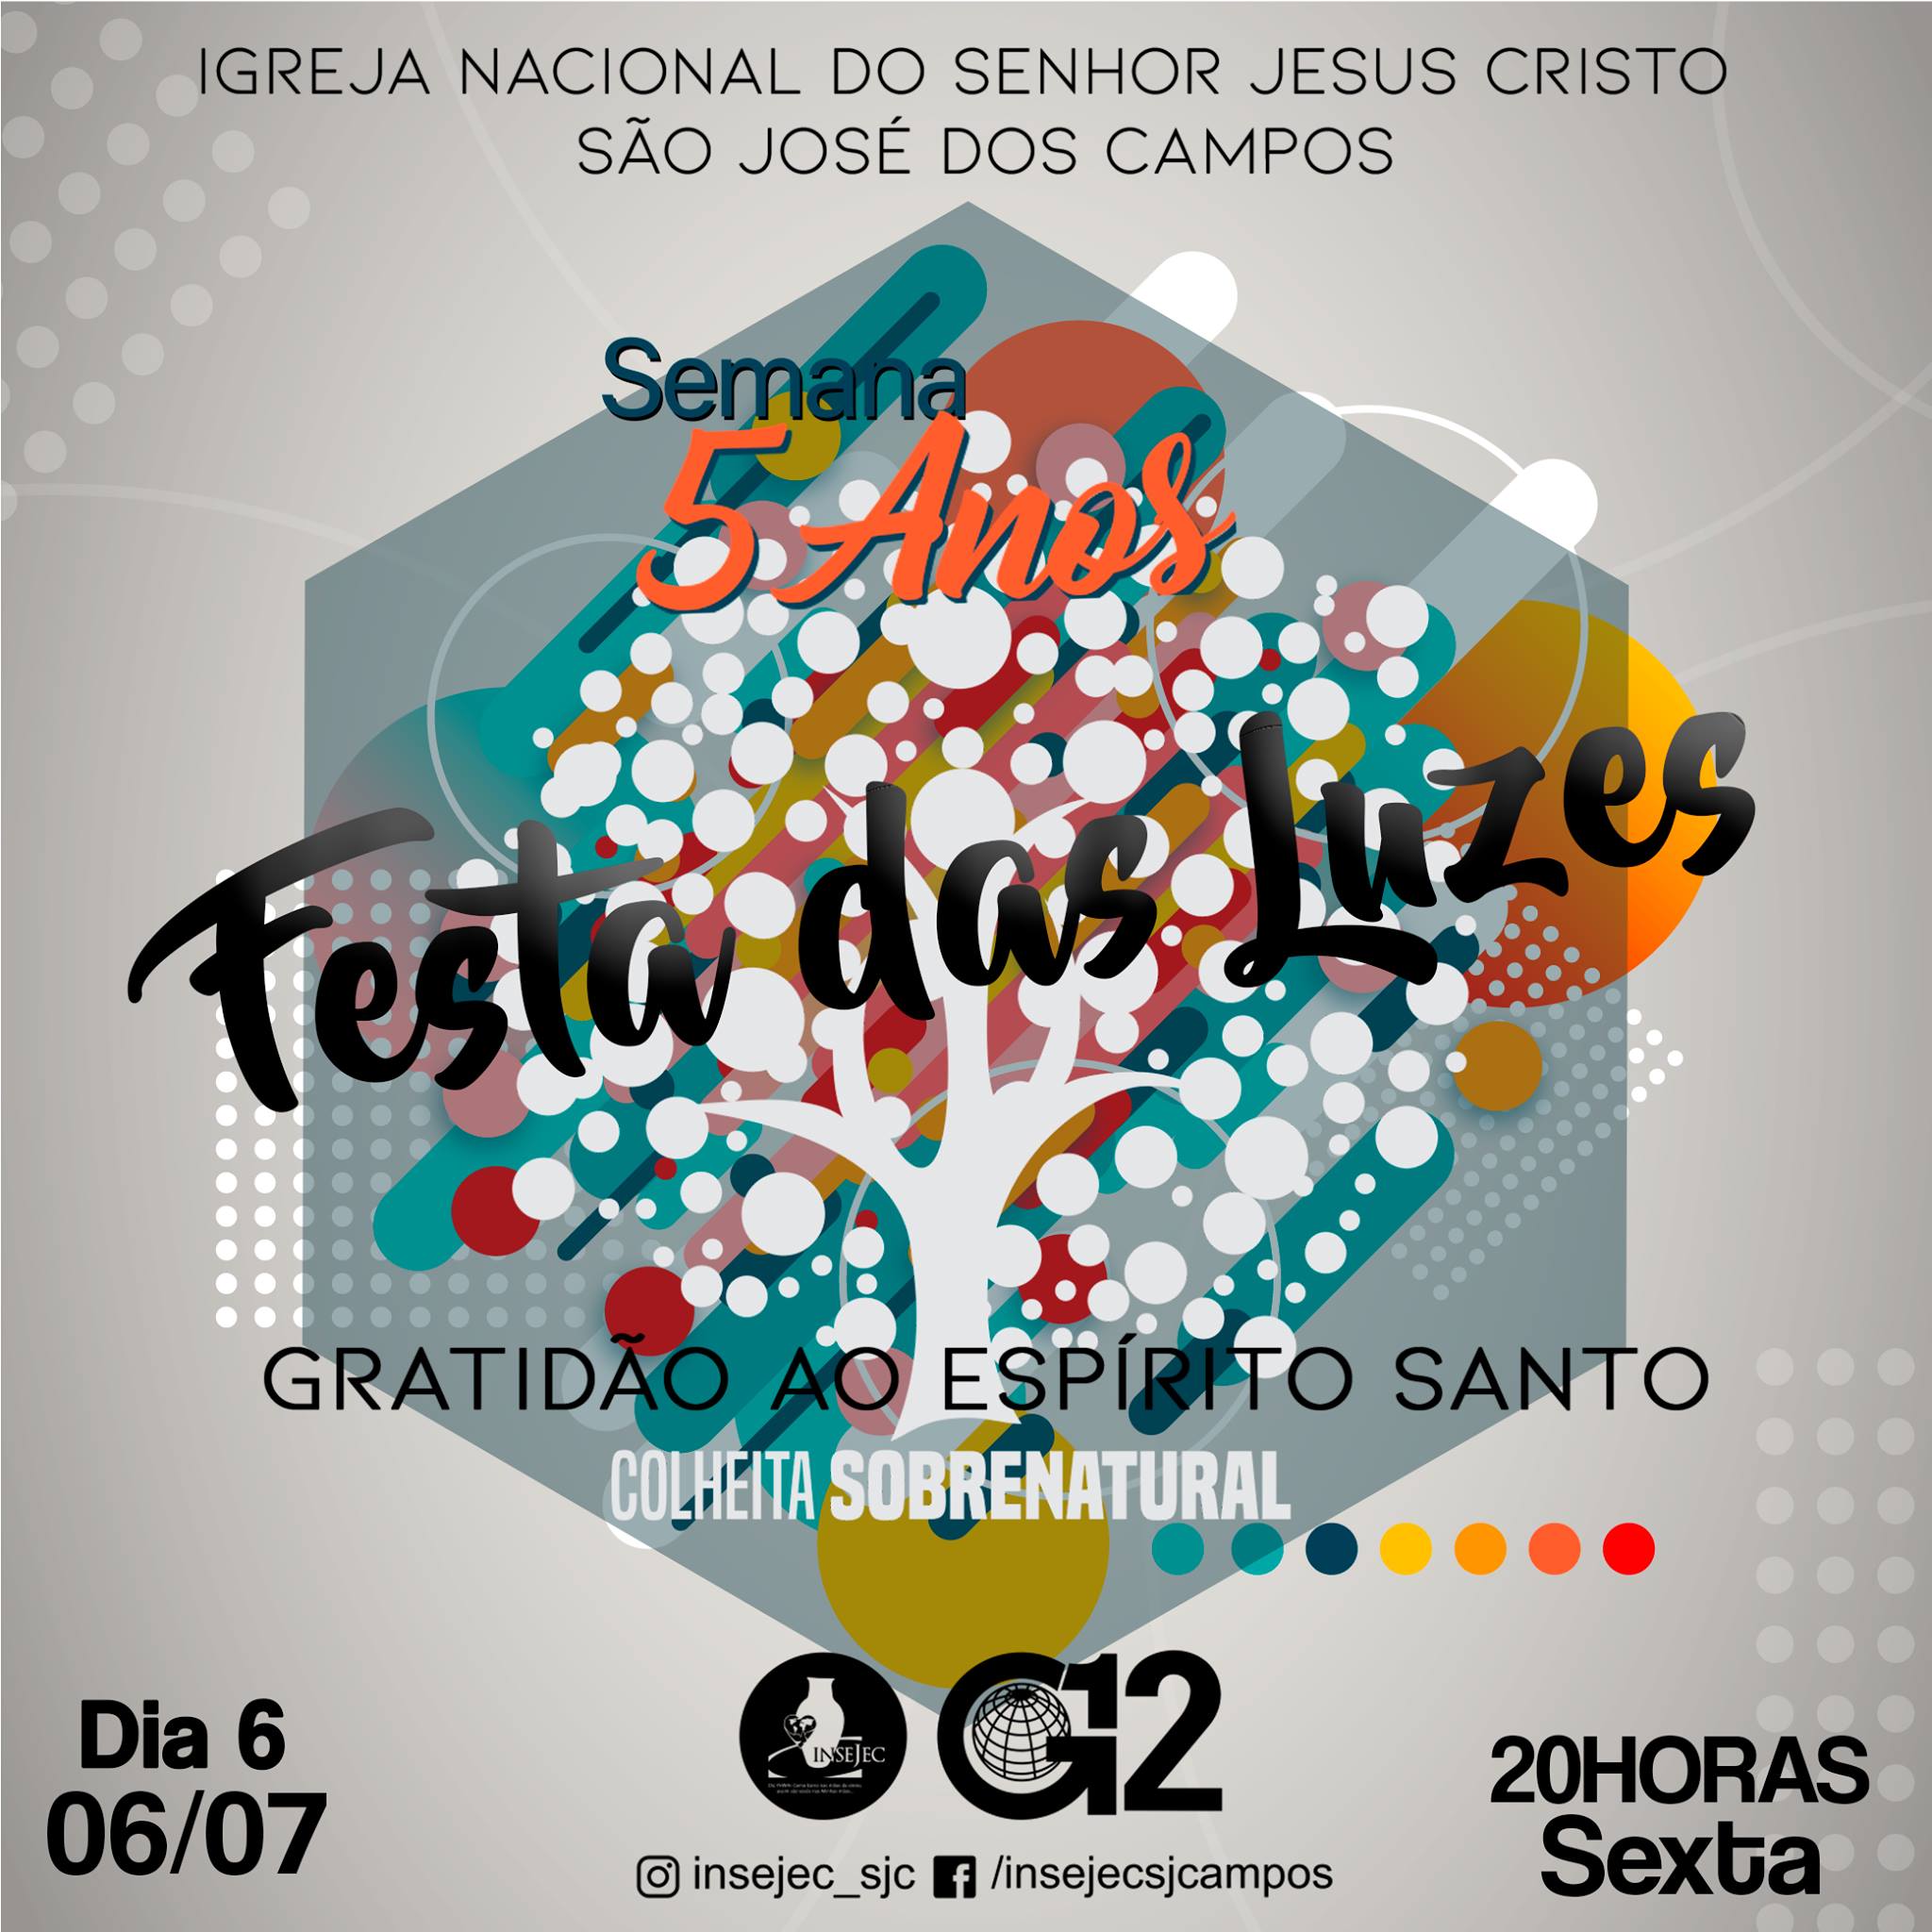 IGREJA NACIONAL DO SENHOR JESUS CRISTO
SÃO JOSÉ DOS CAMPOS
Semana
5 Anos
Festa das Luzes
GRATIDÃO AO ESPÍRITO SANTO
COLHEITA SOBRENATURAL
Dia 6
06/07
INSEJEC
G12
20HORAS
Sexta
insejec_sjc /insejecsjcampos